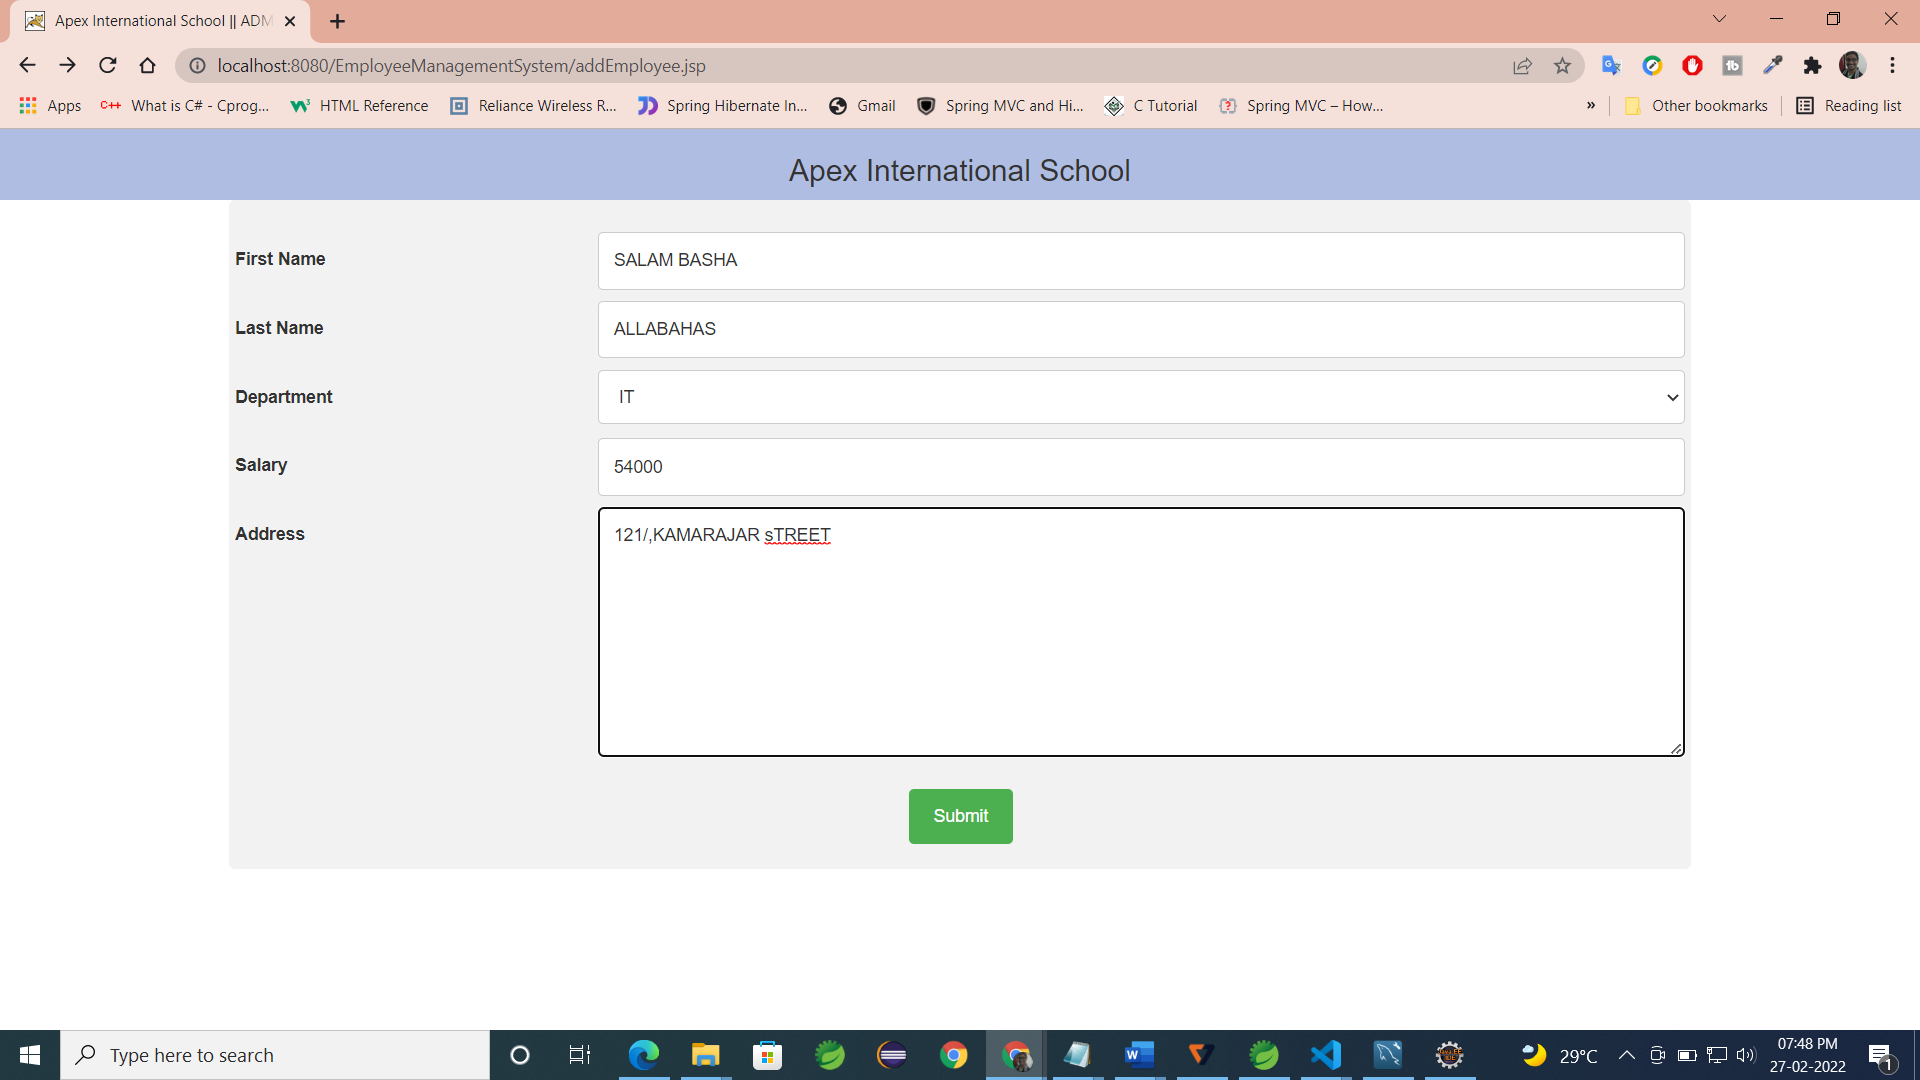 Apex International School || ADM
localhost:8080/EmployeeManagementSystem/addEmployee.jsp
Apps
What is C# - Cprog...
HTML Reference
Reliance Wireless R...
Spring Hibernate In...
Gmail
Spring MVC and Hi...
C Tutorial
Spring MVC – How...
»
Other bookmarks
Reading list
Apex International School
First Name
SALAM BASHA
Last Name
ALLABAHAS
Department
IT
Salary
54000
Address
121/,KAMARAJAR sTREET
Submit
Type here to search
29°C
07:48 PM
27-02-2022
1